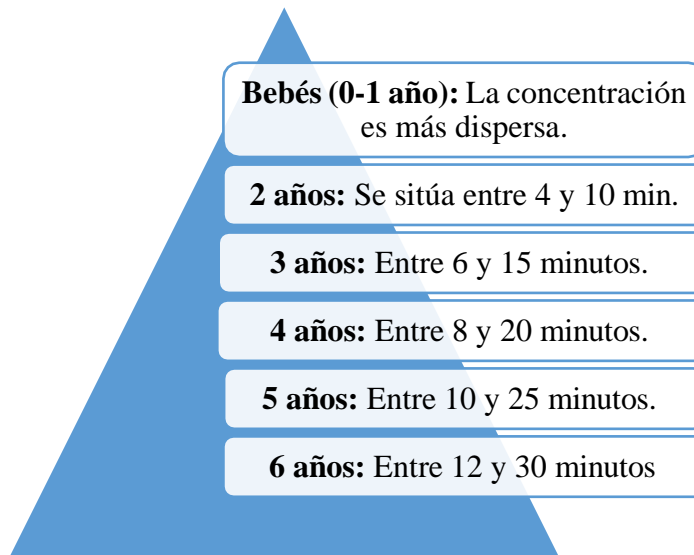 Bebés (0-1 año): La concentración
es más dispersa.
2 años: Se sitúa entre 4 y 10 min.
3 años: Entre 6 y 15 minutos.
4 años: Entre 8 y 20 minutos.
5 años: Entre 10 y 25 minutos.
6 años: Entre 12 y 30 minutos